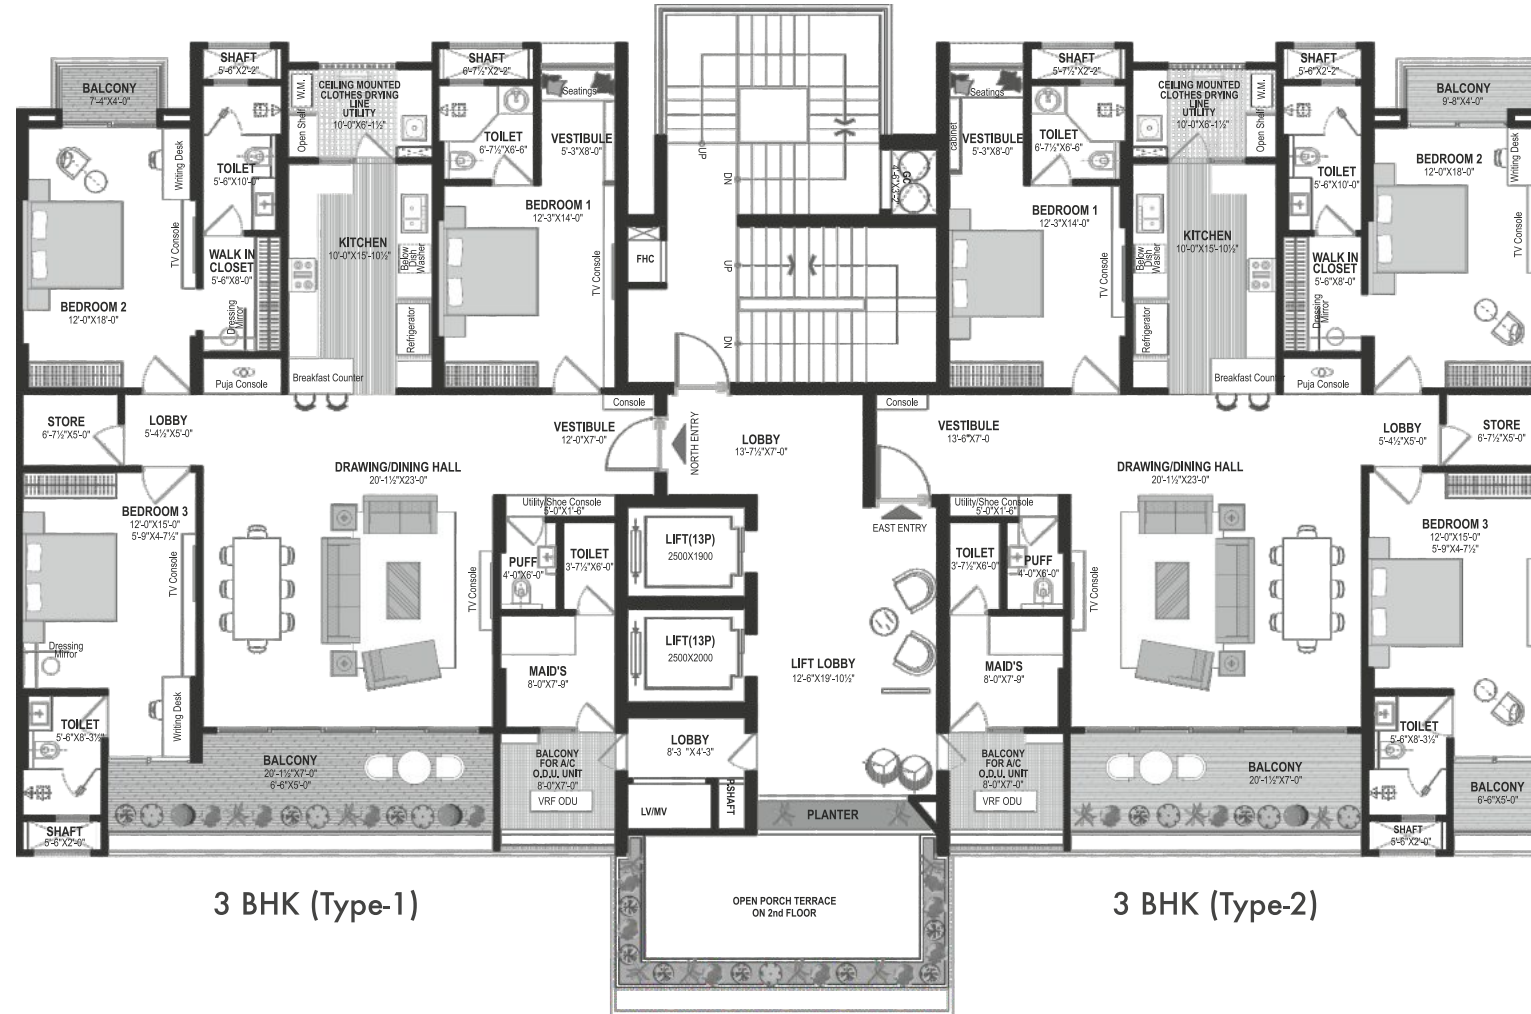 SHAFT
5'-6"X2'-2"
BALCONY
7'-4"X4'-0"
W.M.
Open Shelf
CEILING MOUNTED
CLOTHES DRYING
LINE
UTILITY
10'-0"X6'-1½"
SHAFT
6'-7½"X2'-2"
Seatings
TOILET
6'-7½"X6'-6"
VESTIBULE
5'-3"X8'-0"
Writing Desk
TOILET
5'-6"X10'-0"
BEDROOM 1
12'-3"X14'-0"
KITCHEN
10'-0"X15'-10½"
Below
Dish
Washer
TV Console
TV Console
WALK IN
CLOSET
5'-6"X8'-0"
Dressing
Mirror
BEDROOM 2
12'-0"X18'-0"
Refrigerator
Puja Console
Breakfast Counter
UP
DN
GC
FHC
UP
DN
SHAFT
5'-7½"X2'-2"
Seatings
cabinet
VESTIBULE
5'-3"X8'-0"
TOILET
6'-7½"X6'-6"
CEILING MOUNTED
CLOTHES DRYING
LINE
UTILITY
10'-0"X6'-1½"
W.M.
Open Shelf
SHAFT
5'-6"X2'-2"
BALCONY
9'-8"X4'-0"
TOILET
5'-6"X10'-0"
BEDROOM 2
12'-0"X18'-0"
Writing Desk
BEDROOM 1
12'-3"X14'-0"
KITCHEN
10'-0"X15'-10½"
Below
Dish
Washer
TV Console
WALK IN
CLOSET
5'-6"X8'-0"
Dressing
Mirror
TV Console
Refrigerator
Breakfast Counter
Puja Console
STORE
6'-7½"X5'-0"
LOBBY
5'-4½"X5'-0"
Console
VESTIBULE
12'-0"X7'-0"
NORTH ENTRY
LOBBY
13'-7½"X7'-0"
Console
VESTIBULE
13'-6"X7'-0
LOBBY
5'-4½"X5'-0"
STORE
6'-7½"X5'-0"
DRAWING/DINING HALL
20'-1½"X23'-0"
DRAWING/DINING HALL
20'-1½"X23'-0"
BEDROOM 3
12'-0"X15'-0"
5'-9"X4-7½"
Utility/Shoe Console
5'-0"X1'-6"
EAST ENTRY
Utility/Shoe Console
5'-0"X1'-6"
BEDROOM 3
12'-0"X15'-0"
5'-9"X4-7½"
TV Console
TV Console
PUFF
4'-0"X6'-0"
TOILET
3'-7½"X6'-0"
LIFT(13P)
2500X1900
TOILET
3'-7½"X6'-0"
PUFF
4'-0"X6'-0"
TV Console
TV Console
Dressing
Mirror
MAID'S
8'-0"X7'-9"
LIFT(13P)
2500X2000
LIFT LOBBY
12'-6"X19'-10½"
MAID'S
8'-0"X7'-9"
TOILET
5'-6"X8'-3½"
Writing Desk
BALCONY
20'-1½"X7'-0"
6'-6"X5'-0"
BALCONY
FOR A/C
O.D.U. UNIT
8'-0"X7'-0"
VRF ODU
LOBBY
8'-3 "X4'-3"
LV/MV
P.SHAFT
PLANTER
BALCONY
FOR A/C
O.D.U. UNIT
8'-0"X7'-0"
VRF ODU
BALCONY
20'-1½"X7'-0"
TOILET
5'-6"X8'-3½"
BALCONY
6'-6"X5'-0"
SHAFT
5'-6"X2'-0"
SHAFT
5'-6"X2'-0"
3 BHK (Type-1)
OPEN PORCH TERRACE
ON 2nd FLOOR
3 BHK (Type-2)